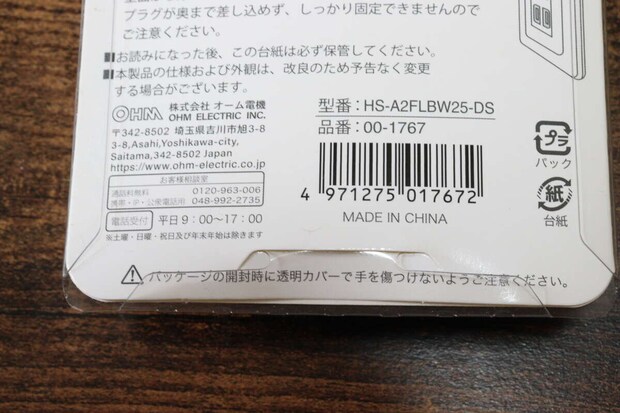 プラグが奥まで差し込めず、しっかり固定できませんので
ご注意ください。
■お読みになった後、この台紙は必ず保管してください。
■本製品の仕様および外観は、改良のため予告なく変更
する場合がございます。
OHM 株式会社 オーム電機
OHM ELECTRIC INC.
〒342-8502 埼玉県吉川市旭3-8
3-8,Asahi,Yoshikawa-city,
Saitama,342-8502 Japan
https://www.ohm-electric.co.jp
お客様相談室
通話料無料 0120-963-006
携帯・IP・公衆電話用 048-992-2735
電話受付 平日9:00〜17:00
※土曜・日曜・祝日及び年末年始は除きます
型番:HS-A2FLBW25-DS
品番:00-1767
4 971275 017672
MADE IN CHINA
プラ
パック
紙
台紙
⚠パッケージの開封時に透明カバーで手を傷つけないようご注意ください。